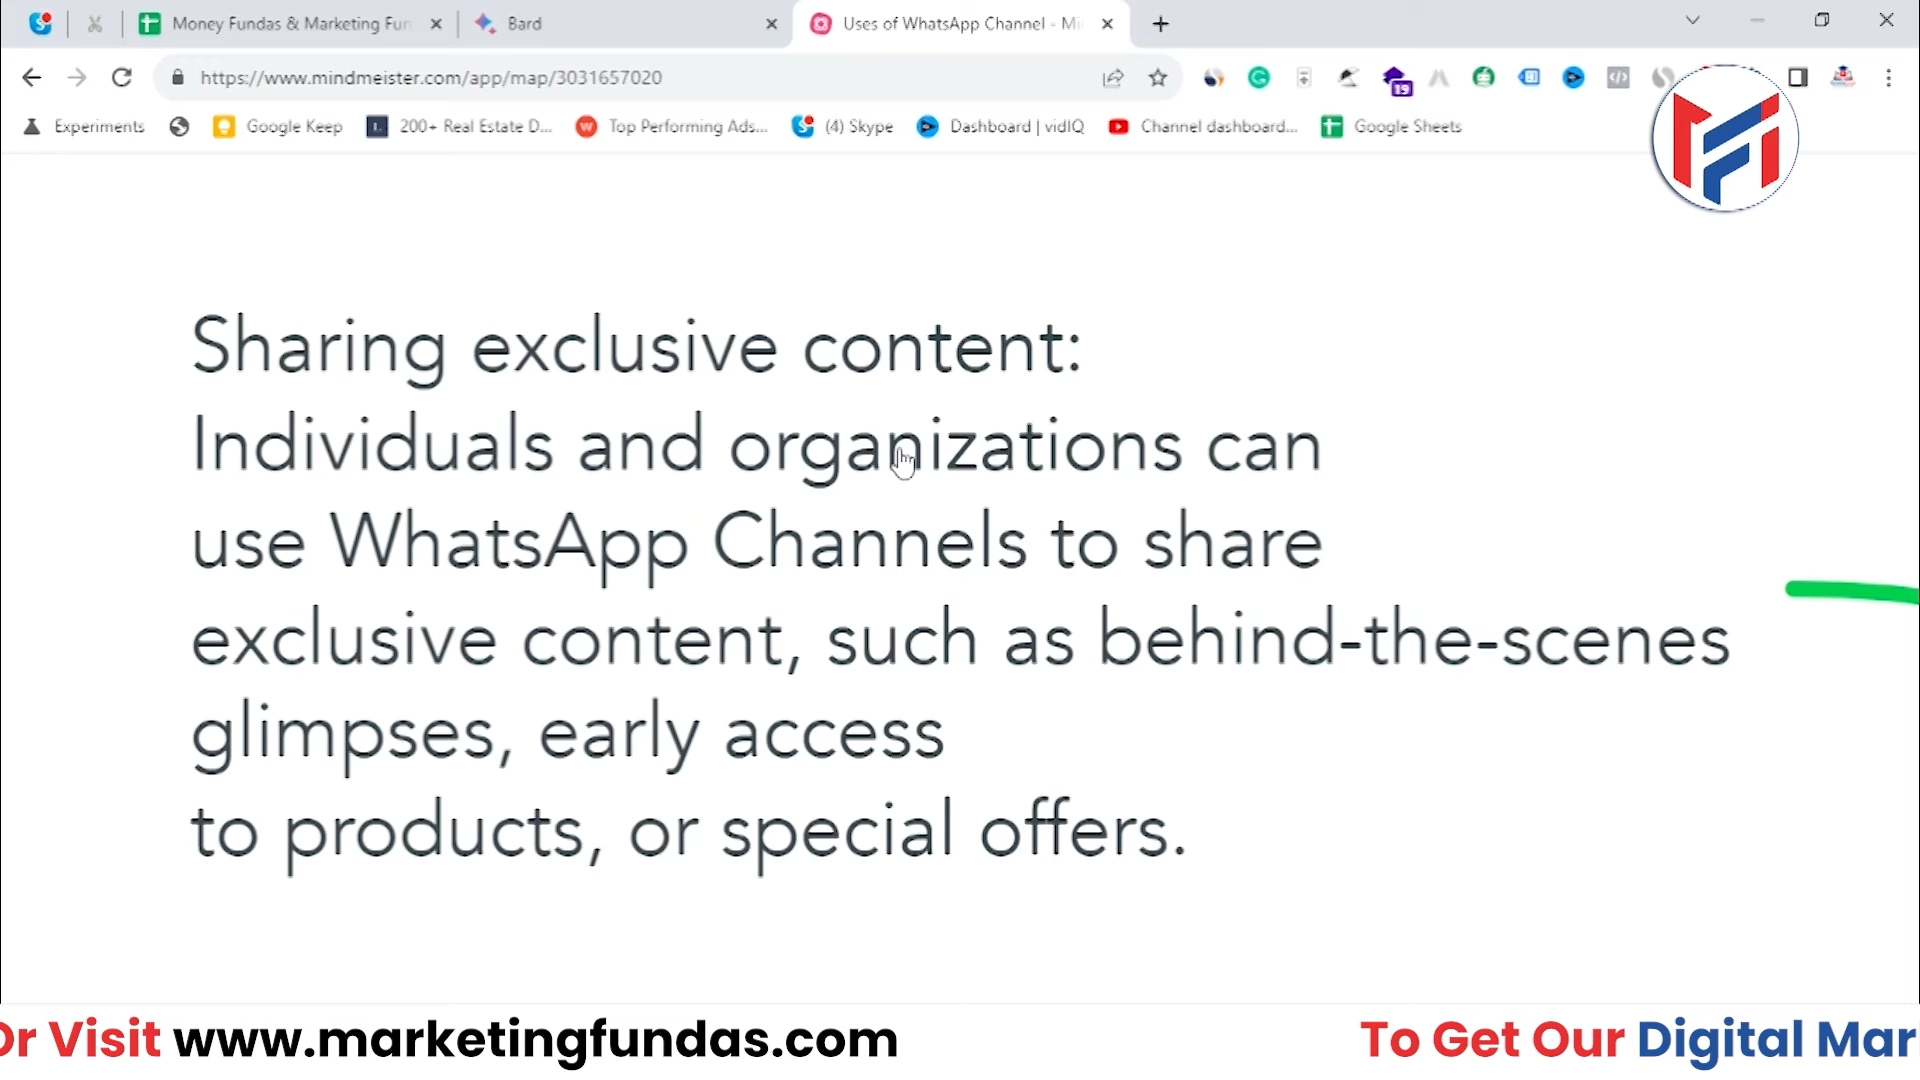 Money Fundas & Marketing Fun
Bard
Uses of WhatsApp Channel - Mi
https://www.mindmeister.com/app/map/3031657020
19
Experiments
Google Keep
200+ Real Estate D...
Top Performing Ads...
(4) Skype
Dashboard | vidIQ
Channel dashboard...
Google Sheets
Sharing exclusive content:
Individuals and organizations can
use WhatsApp Channels to share
exclusive content, such as behind-the-scenes
glimpses, early access
to products, or special offers.
Or Visit www.marketingfundas.com
To Get Our Digital Mar